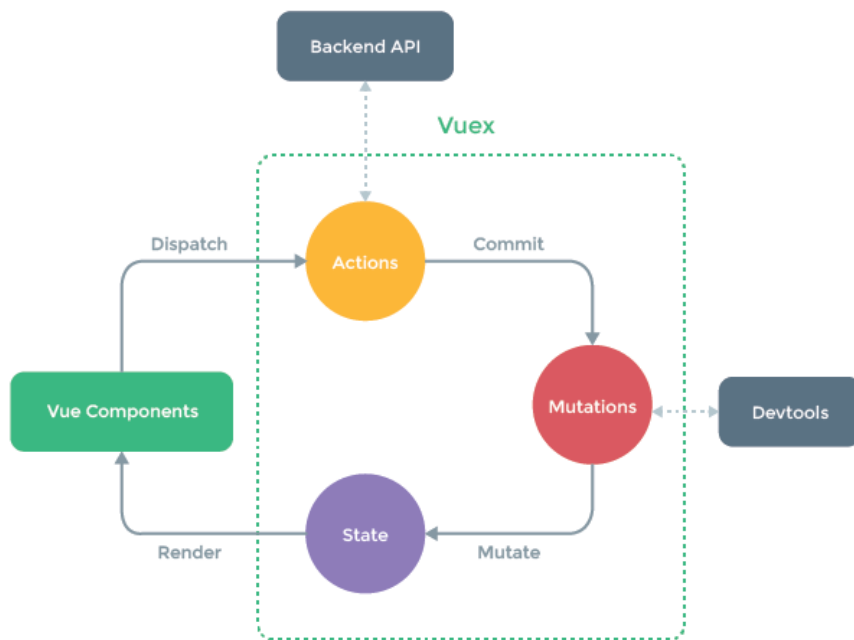 Backend API
Vuex
Dispatch
Commit
Actions
Vue Components
Mutations
Devtools
State
Render
Mutate